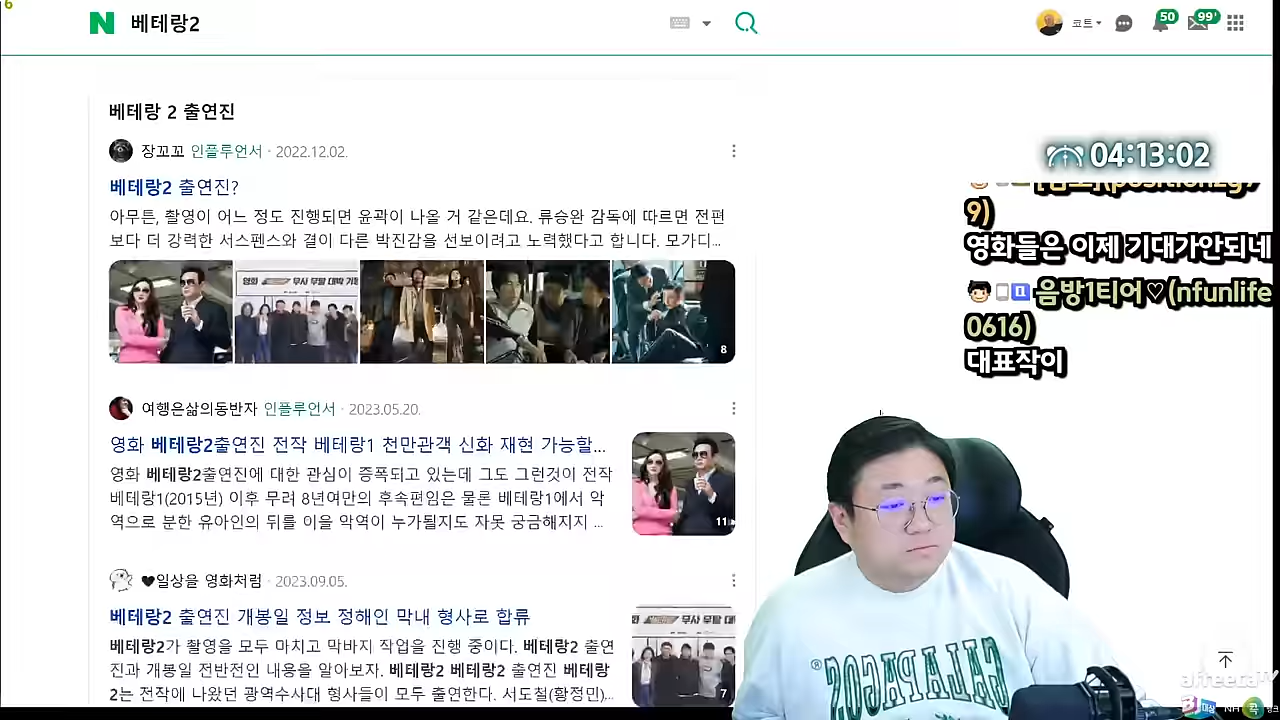 6
N 베테랑2
코트
50
99+
베테랑 2 출연진
장꼬꼬 인플루언서 · 2022.12.02.
베테랑2 출연진?
아무튼, 촬영이 어느 정도 진행되면 윤곽이 나올 거 같은데요. 류승완 감독에 따르면 전편
보다 더 강력한 서스펜스와 결이 다른 박진감을 선보이려고 노력했다고 합니다. 모가디...
8
여행은삶의동반자 인플루언서 · 2023.05.20.
영화 베테랑2출연진 전작 베테랑1 천만관객 신화 재현 가능할...
영화 베테랑2출연진에 대한 관심이 증폭되고 있는데 그도 그런것이 전작
베테랑1(2015년) 이후 무려 8년여만의 후속편임은 물론 베테랑1에서 악
역으로 분한 유아인의 뒤를 이을 악역이 누가될지도 자못 궁금해지지 ...
11
♥일상을 영화처럼 · 2023.09.05.
베테랑2 출연진 개봉일 정보 정해인 막내 형사로 합류
베테랑2가 촬영을 모두 마치고 막바지 작업을 진행 중이다. 베테랑2 출연
진과 개봉일 전반전인 내용을 알아보자. 베테랑2 베테랑2 출연진 베테랑
2는 전작에 나왔던 광역수사대 형사들이 모두 출연한다. 서도철(황정민)...
7
04:13:02
9)
영화들은 이제 기대가안되네
음방1티어♡(nfunlife
0616)
대표작이
GALAPAGOS®
afreecaTV